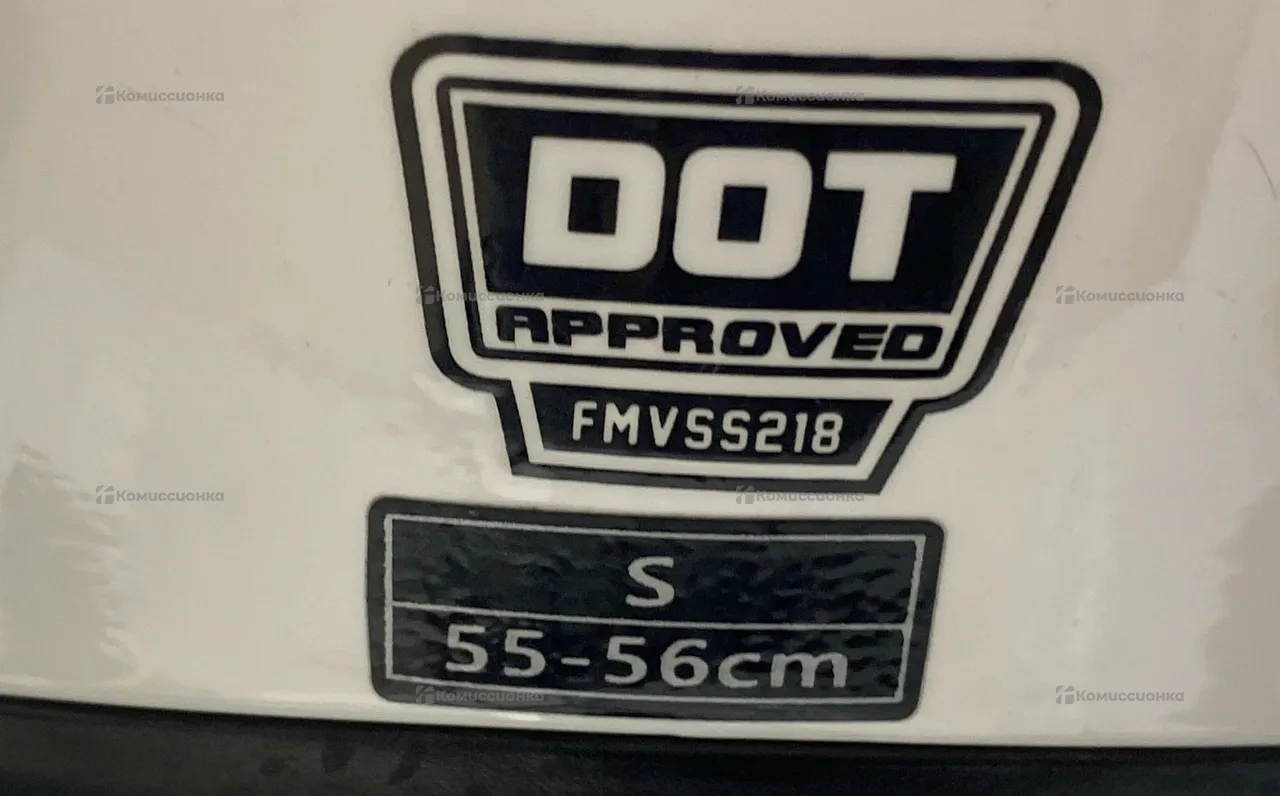 Комиссионка
Комиссионка
DOT
Комиссионка
Комиссионка
APPROVED
FMVSS218
Комиссионка
Комиссионка
S
55-56cm
Комиссионка
Комиссионка